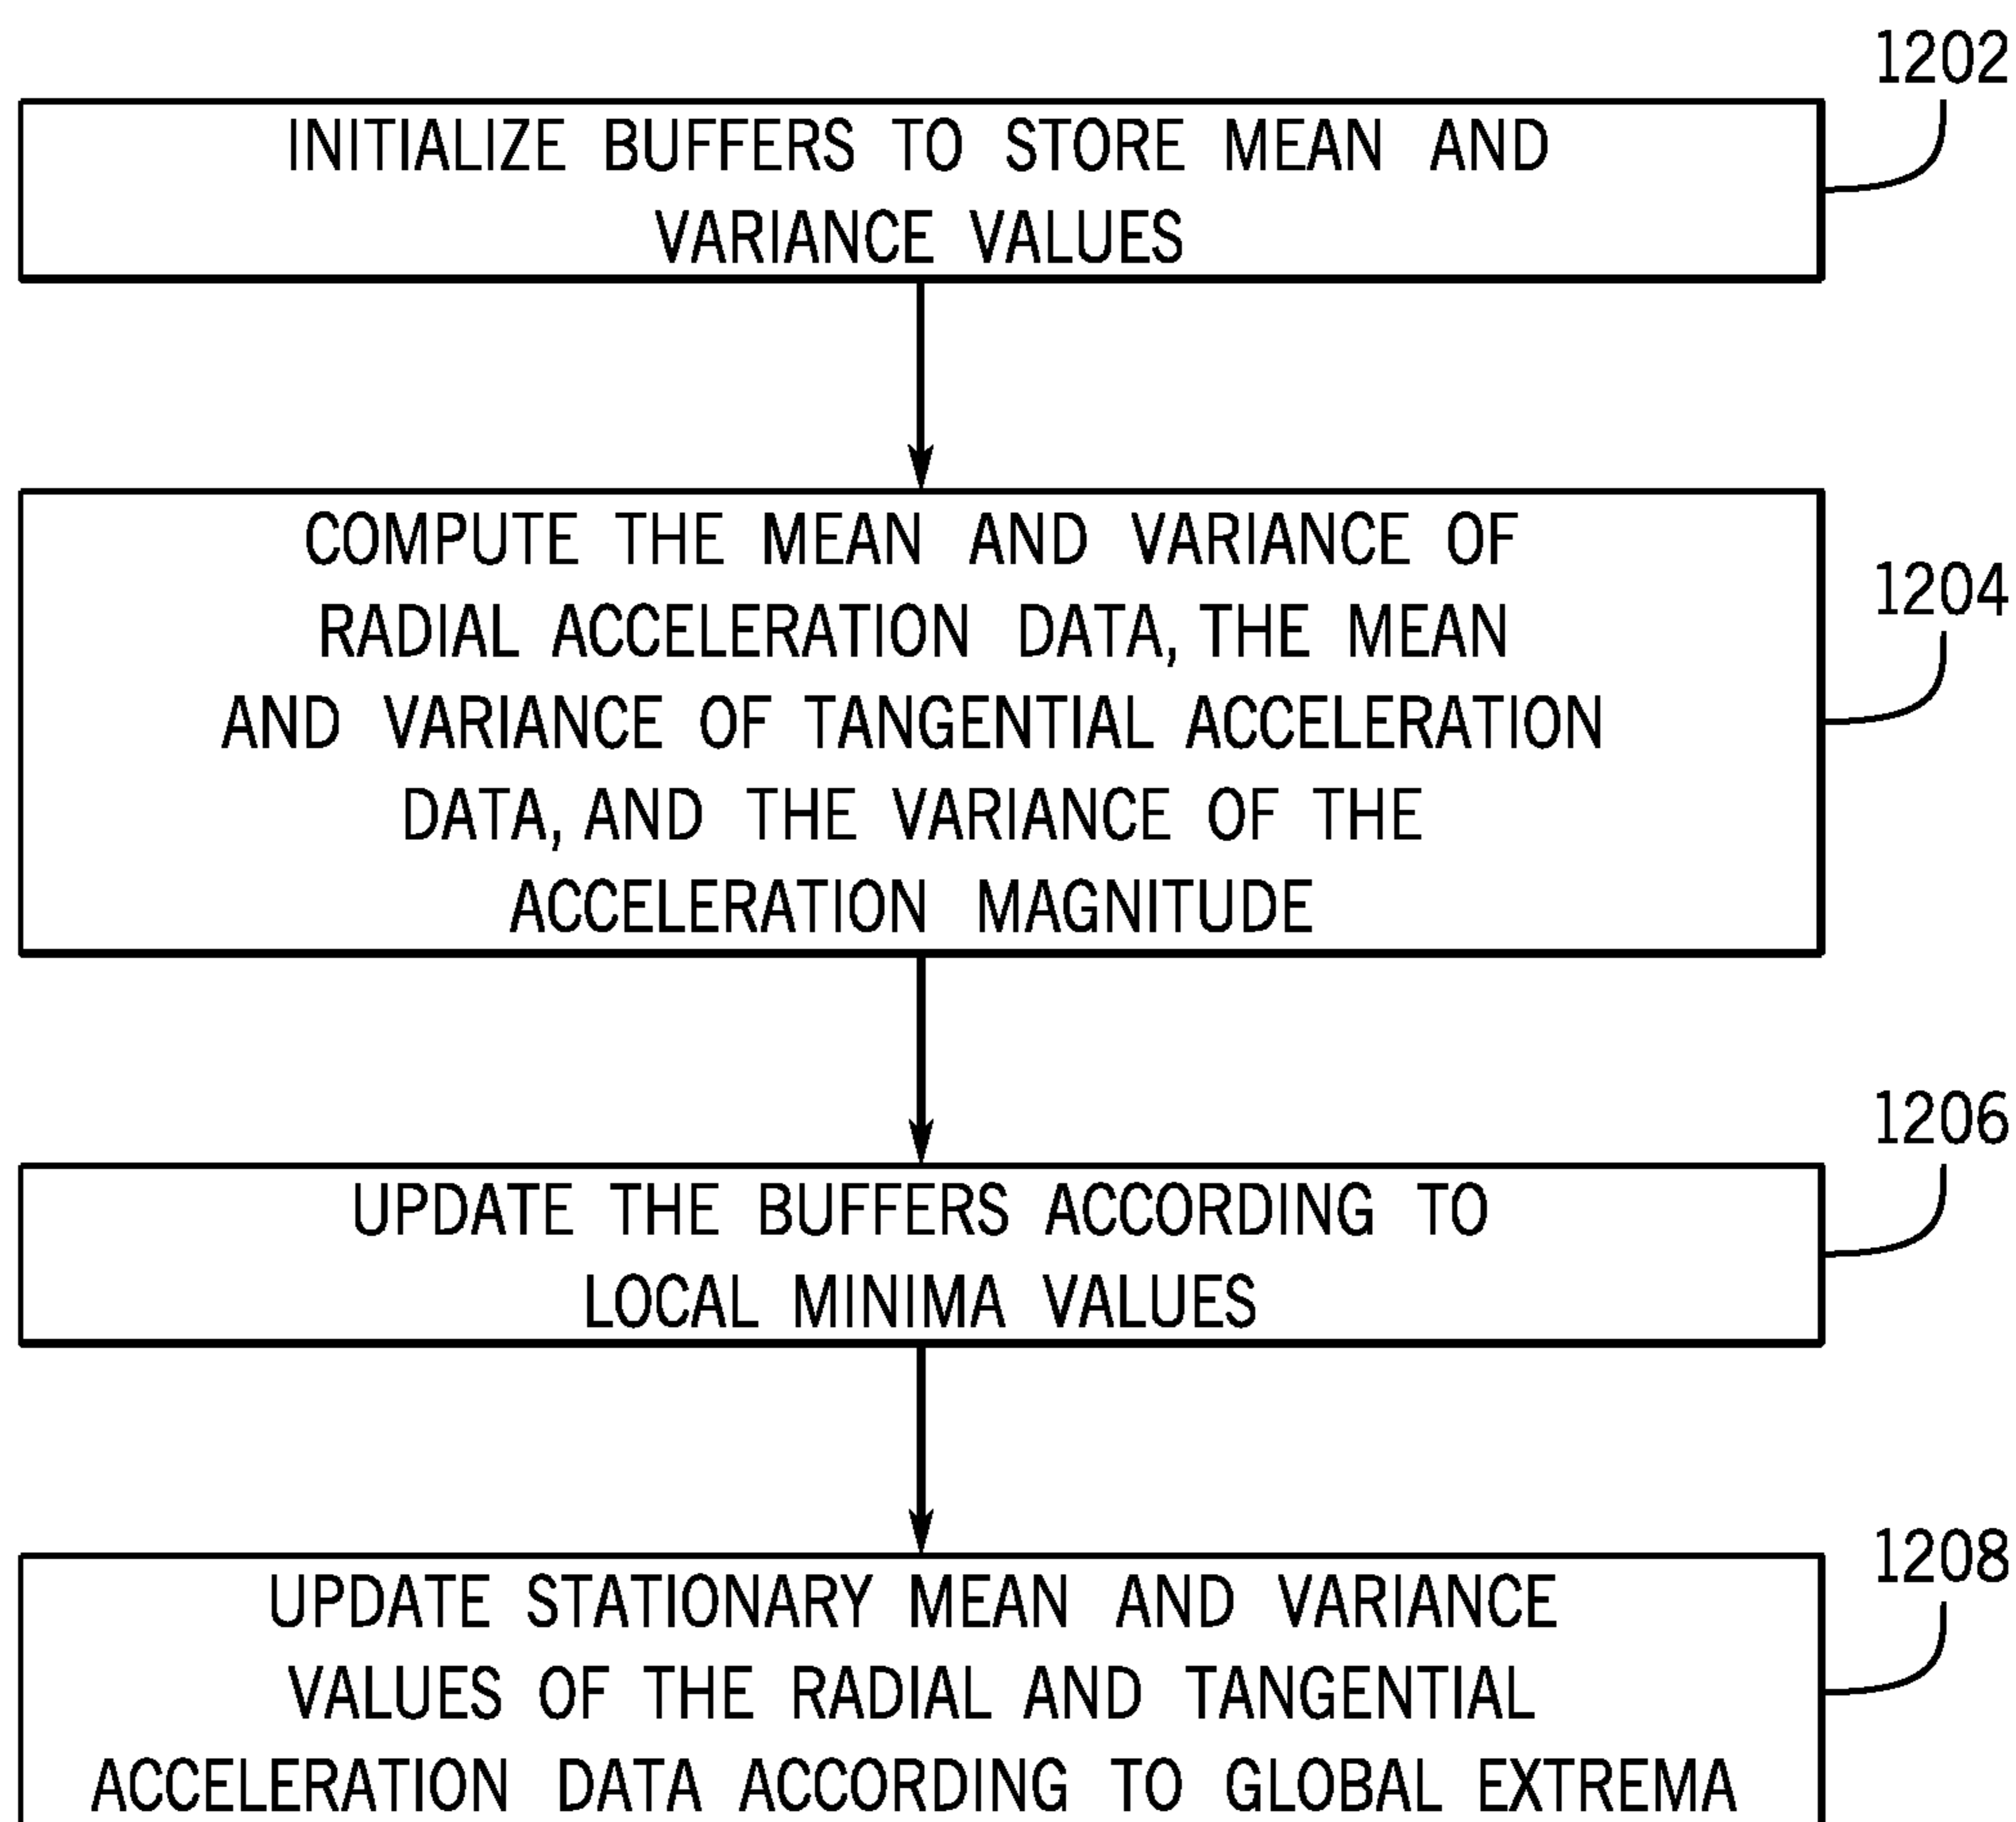 1202
INITIALIZE BUFFERS TO STORE MEAN AND
VARIANCE VALUES
COMPUTE THE MEAN AND VARIANCE OF
RADIAL ACCELERATION DATA, THE MEAN
AND VARIANCE OF TANGENTIAL ACCELERATION
DATA, AND THE VARIANCE OF THE
ACCELERATION MAGNITUDE
1204
1206
UPDATE THE BUFFERS ACCORDING TO
LOCAL MINIMA VALUES
1208
UPDATE STATIONARY MEAN AND VARIANCE
VALUES OF THE RADIAL AND TANGENTIAL
ACCELERATION DATA ACCORDING TO GLOBAL EXTREMA